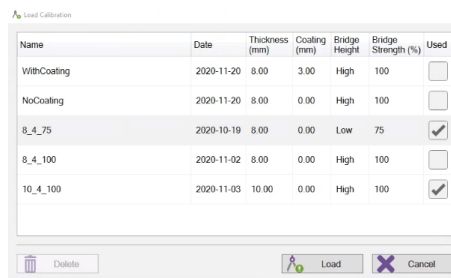 Load Calibration
Name Date Thickness (mm) Coating (mm) Bridge Height Bridge Strength (%) Used
WithCoating 2020-11-20 8.00 3.00 High 100
NoCoating 2020-11-20 8.00 0.00 High 100
8_4_75 2020-10-19 8.00 0.00 Low 75
8_4_100 2020-11-02 8.00 0.00 High 100
10_4_100 2020-11-03 10.00 0.00 High 100
Delete Load Cancel